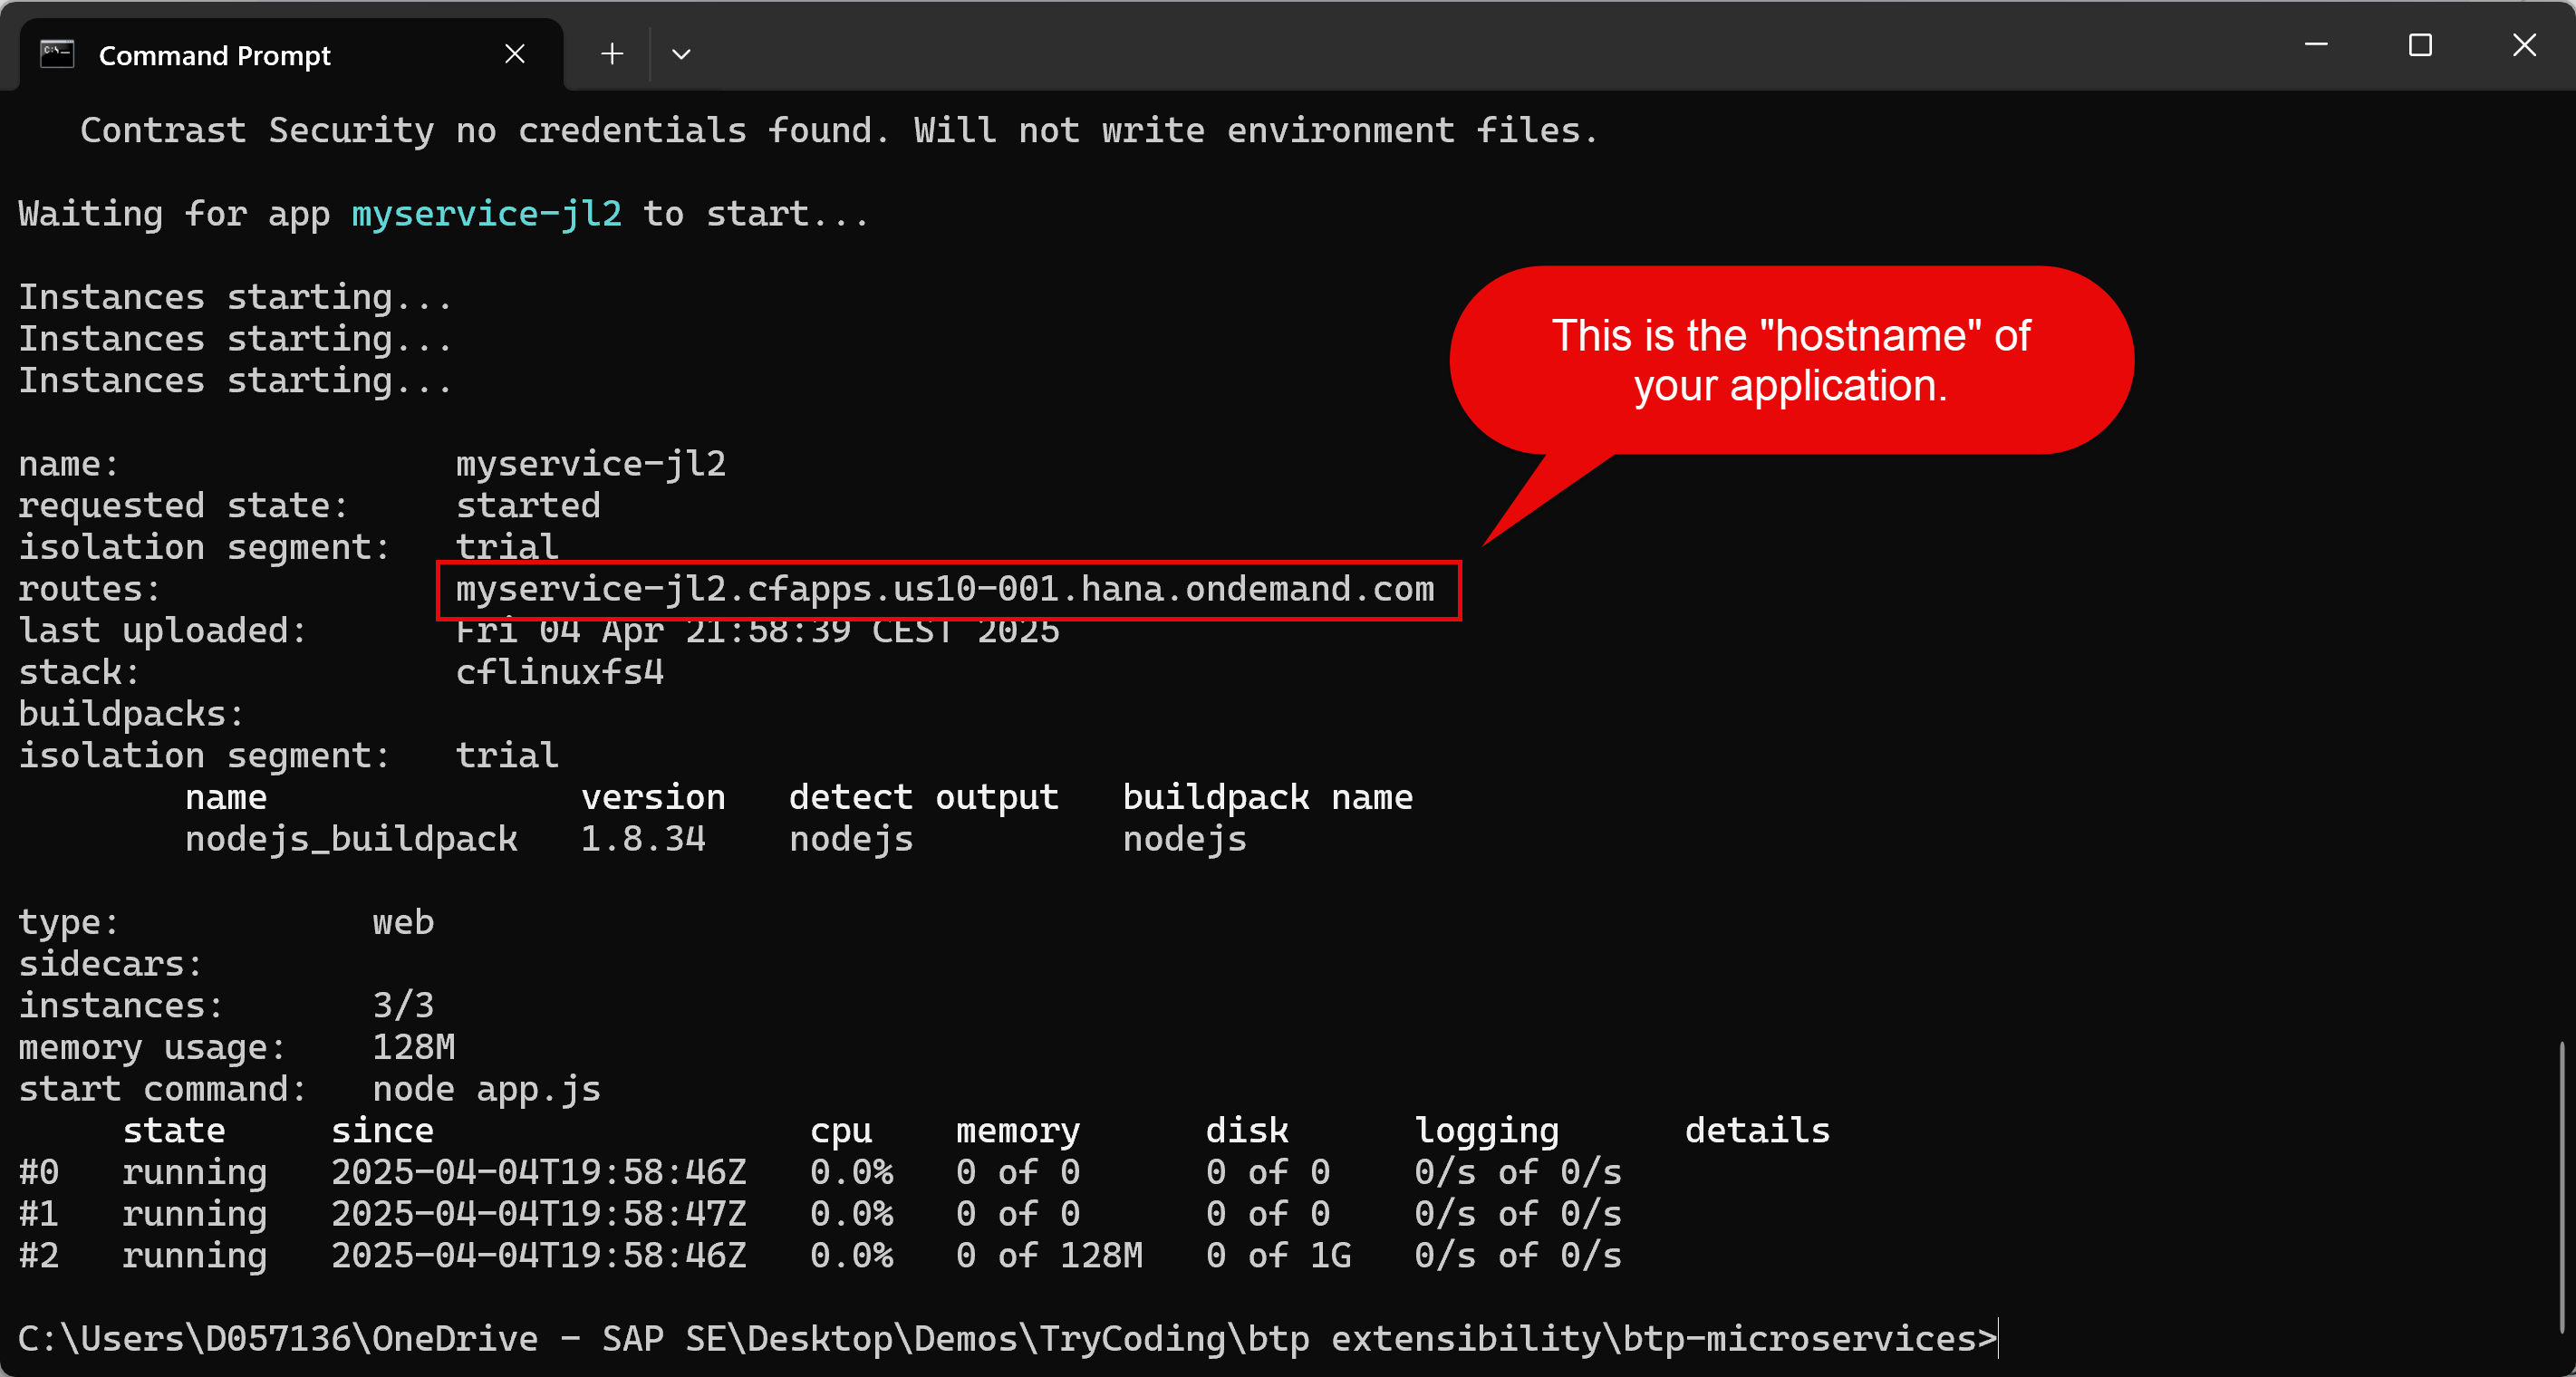 Command Prompt
Contrast Security no credentials found. Will not write environment files.
Waiting for app myservice-jl2 to start...
Instances starting...
Instances starting...
Instances starting...
This is the "hostname" of
your application.
name: myservice-jl2
requested state: started
isolation segment: trial
routes: myservice-jl2.cfapps.us10-001.hana.ondemand.com
last uploaded: Fri 04 Apr 21:58:39 CEST 2025
stack: cflinuxfs4
buildpacks:
isolation segment: trial
name version detect output buildpack name
nodejs_buildpack 1.8.34 nodejs nodejs
type: web
sidecars:
instances: 3/3
memory usage: 128M
start command: node app.js
state since cpu memory disk logging details
#0 running 2025-04-04T19:58:46Z 0.0% 0 of 0 0 of 0 0/s of 0/s
#1 running 2025-04-04T19:58:47Z 0.0% 0 of 0 0 of 0 0/s of 0/s
#2 running 2025-04-04T19:58:46Z 0.0% 0 of 128M 0 of 1G 0/s of 0/s
C:\Users\D057136\OneDrive - SAP SE\Desktop\Demos\TryCoding\btp extensibility\btp-microservices>